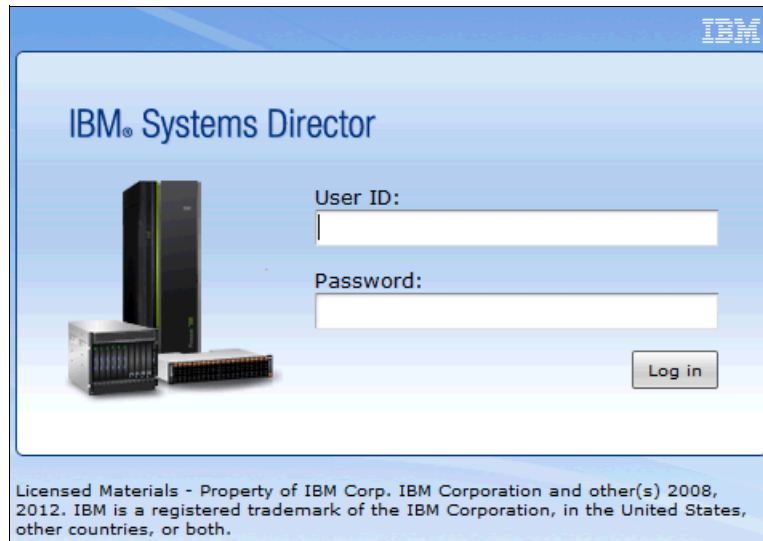 IBM
IBM® Systems Director
User ID:
Password:
Log in
Licensed Materials - Property of IBM Corp. IBM Corporation and other(s) 2008,
2012. IBM is a registered trademark of the IBM Corporation, in the United States,
other countries, or both.